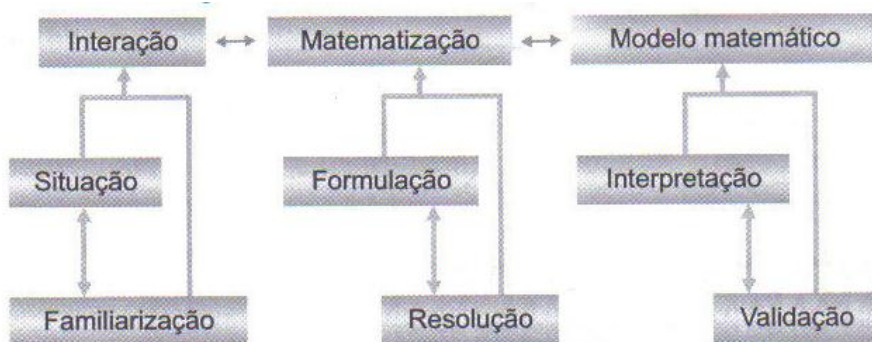 Interação
Matematização
Modelo matemático
Situação
Formulação
Interpretação
Familiarização
Resolução
Validação